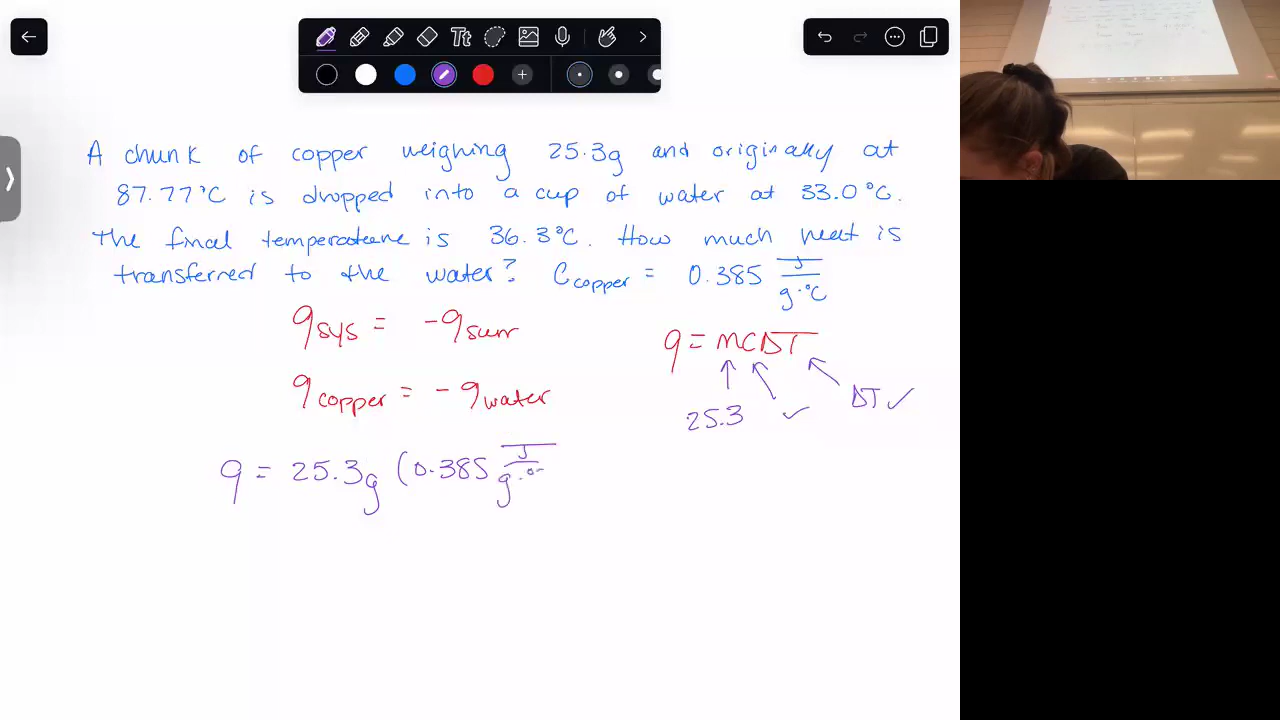 Tt
A chunk of copper weighing 25.3g and originally at
87.77°C is dropped into a cup of water at 33.0°C.
The final temperature is 36.3°C. How much heat is
transferred to the water? Ccopper = 0.385 J/g·°C
qsys = -qsurr
q = mCΔT
qcopper = -qwater
25.3 ✓ ΔT ✓
q = 25.3g (0.385 J/g·°